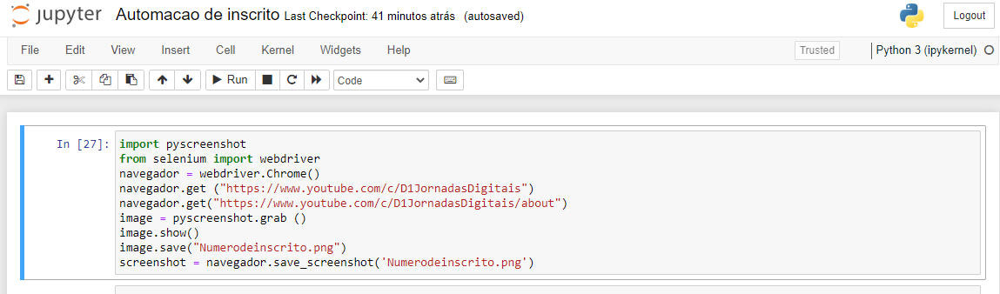 jupyter Automacao de inscrito Last Checkpoint: 41 minutos atrás (autosaved) Logout
File Edit View Insert Cell Kernel Widgets Help Trusted Python 3 (ipykernel)
Run Code
In [27]: import pyscreenshot
from selenium import webdriver
navegador = webdriver.Chrome()
navegador.get ("https://www.youtube.com/c/D1JornadasDigitais")
navegador.get("https://www.youtube.com/c/D1JornadasDigitais/about")
image = pyscreenshot.grab ()
image.show()
image.save("Numerodeinscrito.png")
screenshot = navegador.save_screenshot('Numerodeinscrito.png')